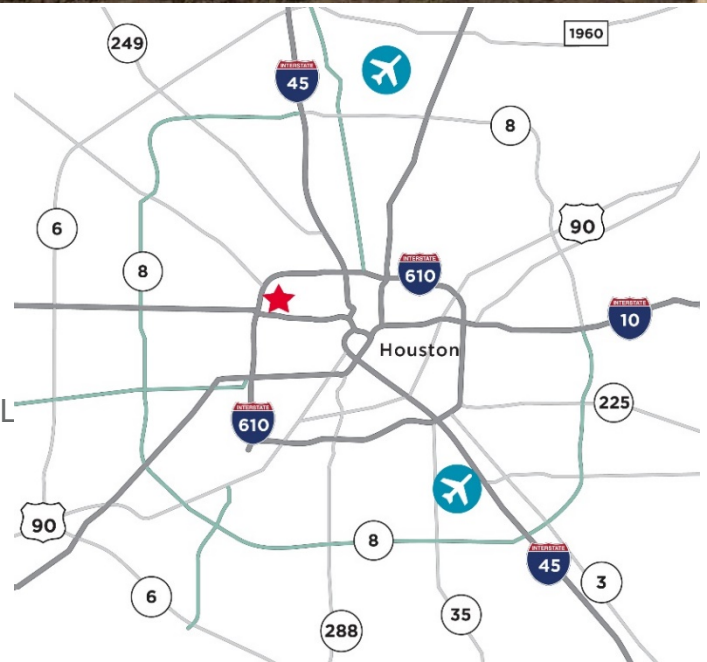 249
1960
INTERSTATE
45
8
6
90
8
INTERSTATE
610
INTERSTATE
10
Houston
L
225
INTERSTATE
610
90
8
INTERSTATE
45
3
6
35
288